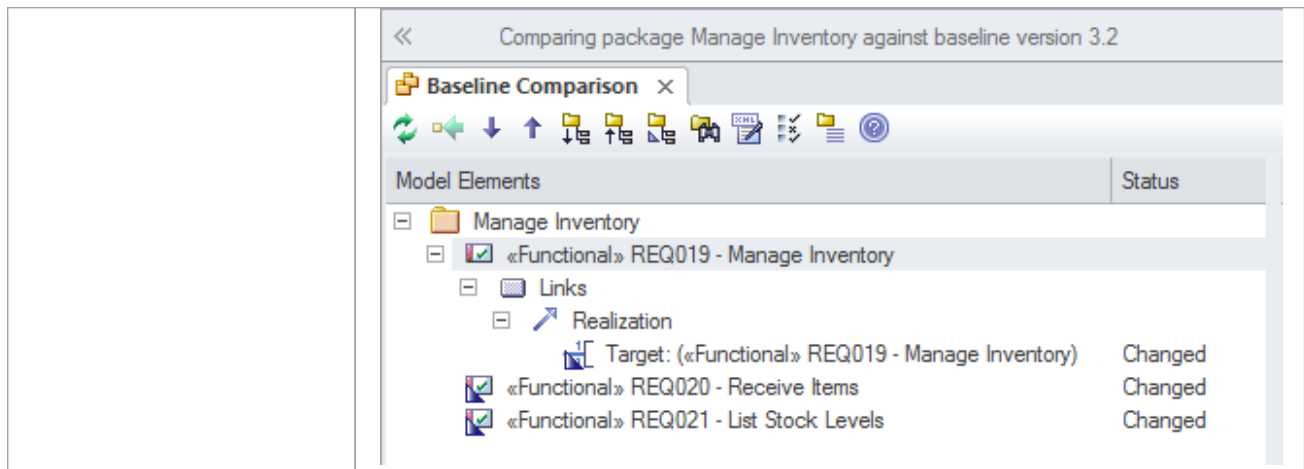 Comparing package Manage Inventory against baseline version 3.2
Baseline Comparison
Model Elements Status
Manage Inventory
«Functional» REQ019 - Manage Inventory
Links
Realization
Target: («Functional» REQ019 - Manage Inventory) Changed
«Functional» REQ020 - Receive Items Changed
«Functional» REQ021 - List Stock Levels Changed